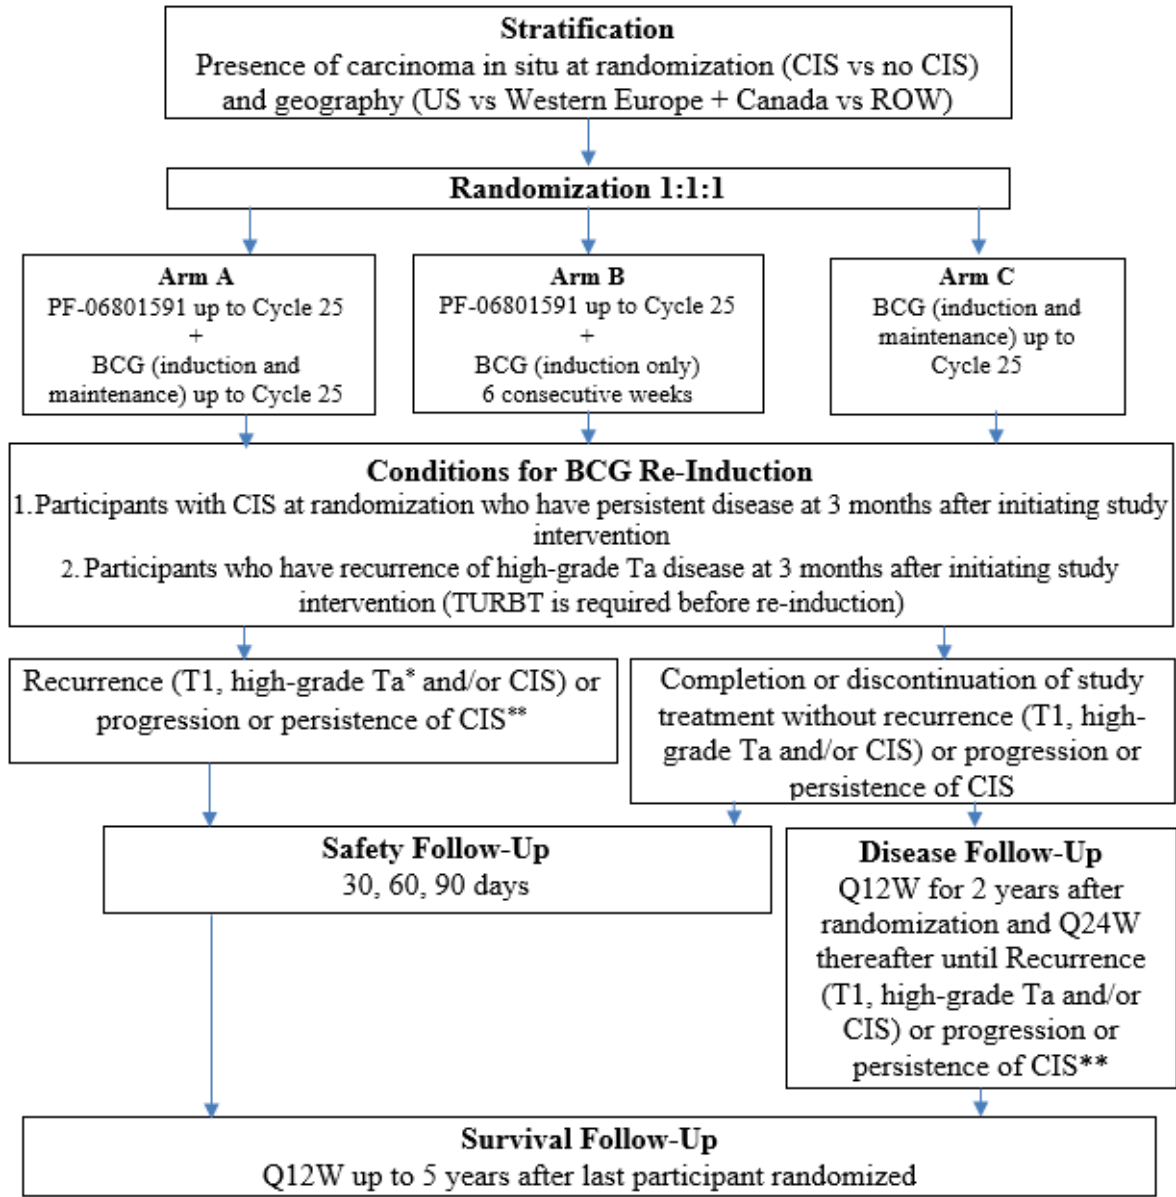 Stratification
Presence of carcinoma in situ at randomization (CIS vs no CIS)
and geography (US vs Western Europe + Canada vs ROW)
Randomization 1:1:1
Arm A
PF-06801591 up to Cycle 25
+
BCG (induction and
maintenance) up to Cycle 25
Arm B
PF-06801591 up to Cycle 25
+
BCG (induction only)
6 consecutive weeks
Arm C
BCG (induction and
maintenance) up to
Cycle 25
Conditions for BCG Re-Induction
1. Participants with CIS at randomization who have persistent disease at 3 months after initiating study
intervention
2. Participants who have recurrence of high-grade Ta disease at 3 months after initiating study
intervention (TURBT is required before re-induction)
Recurrence (T1, high-grade Ta* and/or CIS) or
progression or persistence of CIS**
Completion or discontinuation of study
treatment without recurrence (T1, high-
grade Ta and/or CIS) or progression or
persistence of CIS
Safety Follow-Up
30, 60, 90 days
Disease Follow-Up
Q12W for 2 years after
randomization and Q24W
thereafter until Recurrence
(T1, high-grade Ta and/or
CIS) or progression or
persistence of CIS**
Survival Follow-Up
Q12W up to 5 years after last participant randomized